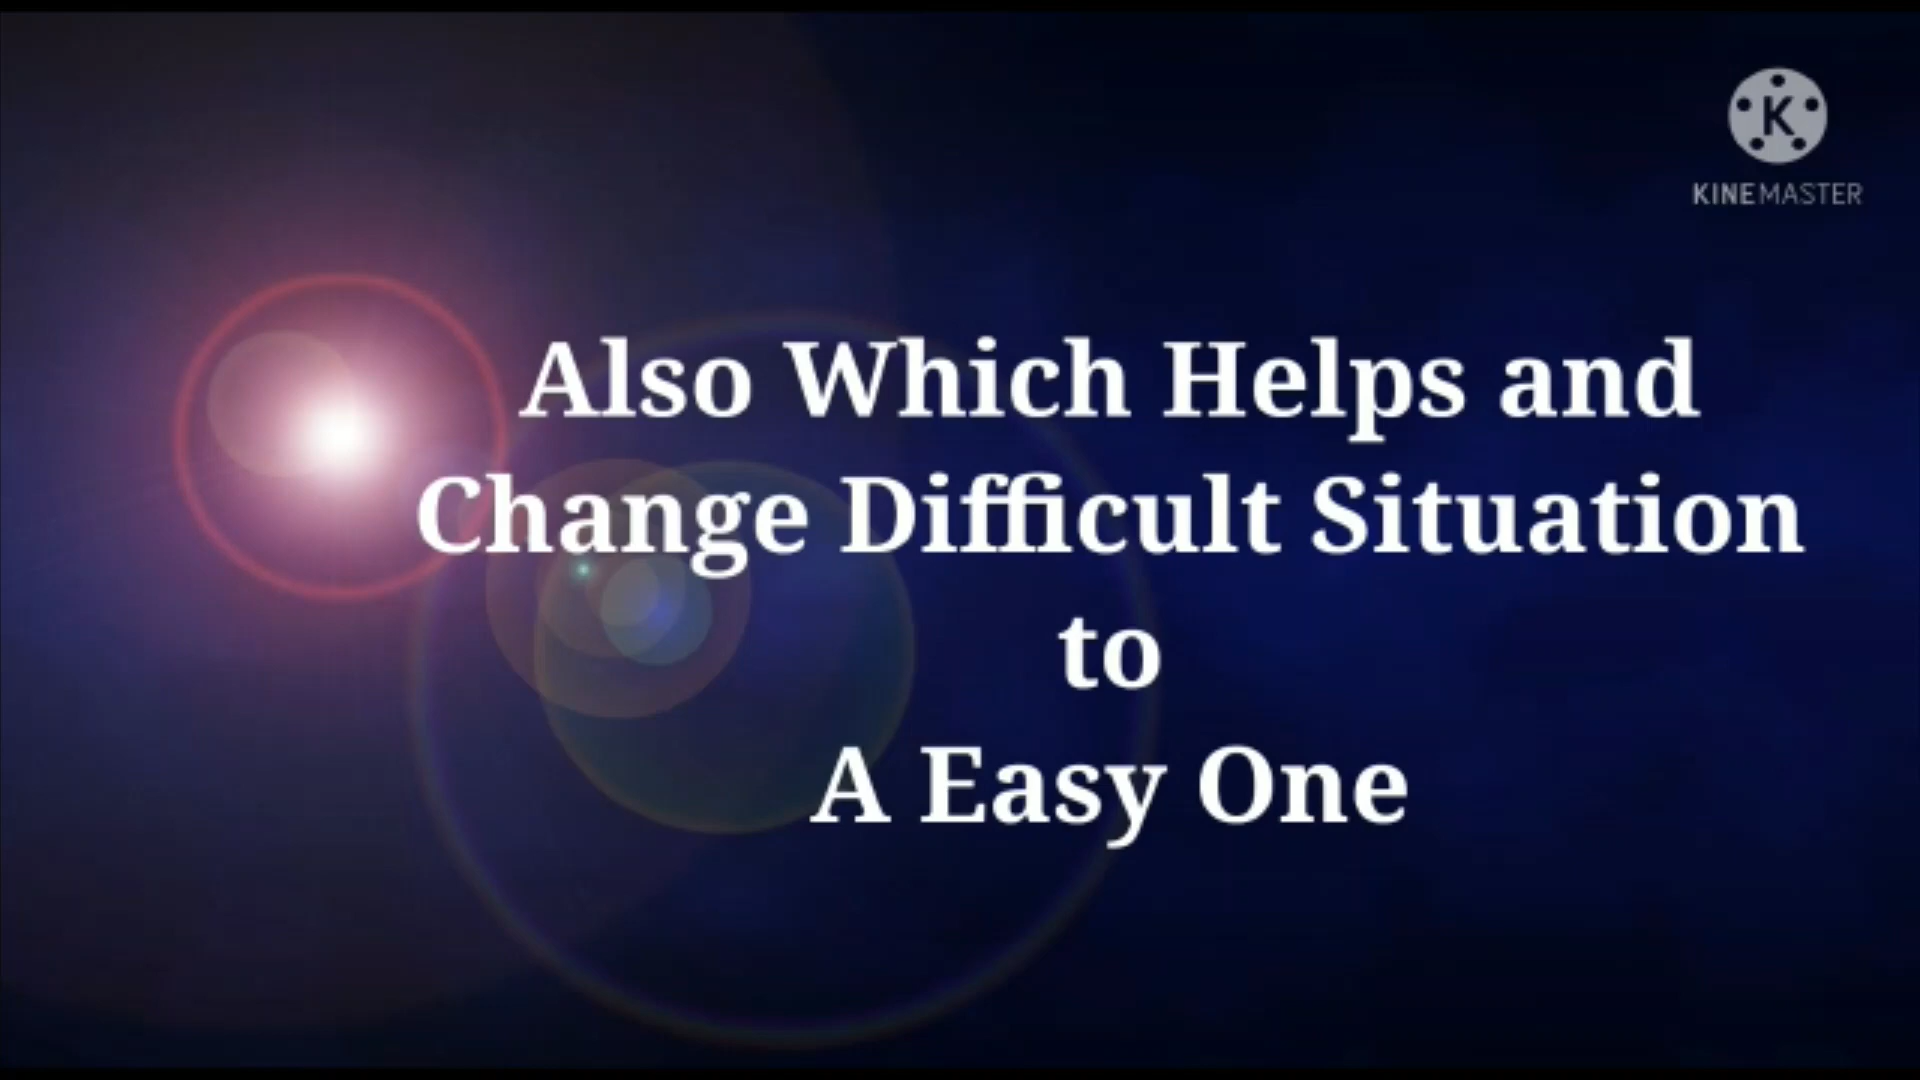 K
KINEMASTER
Also Which Helps and
Change Difficult Situation
to
A Easy One